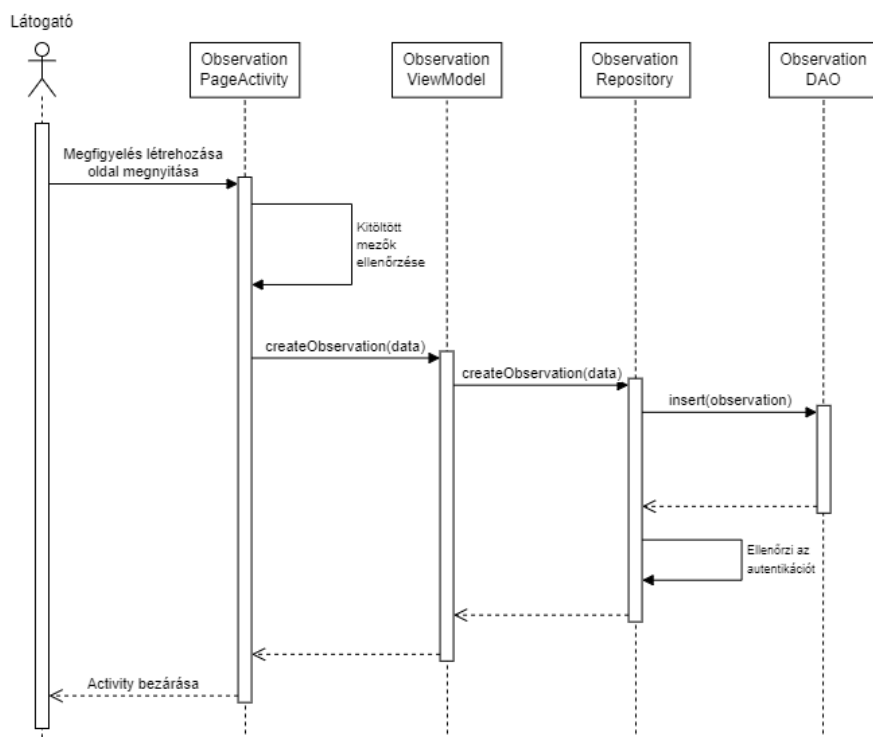 Látogató
Observation
PageActivity
Observation
ViewModel
Observation
Repository
Observation
DAO
Megfigyelés létrehozása
oldal megnyitása
Kitöltött
mezők
ellenőrzése
createObservation(data)
createObservation(data)
insert(observation)
Ellenőrzi az
autentikációt
Activity bezárása